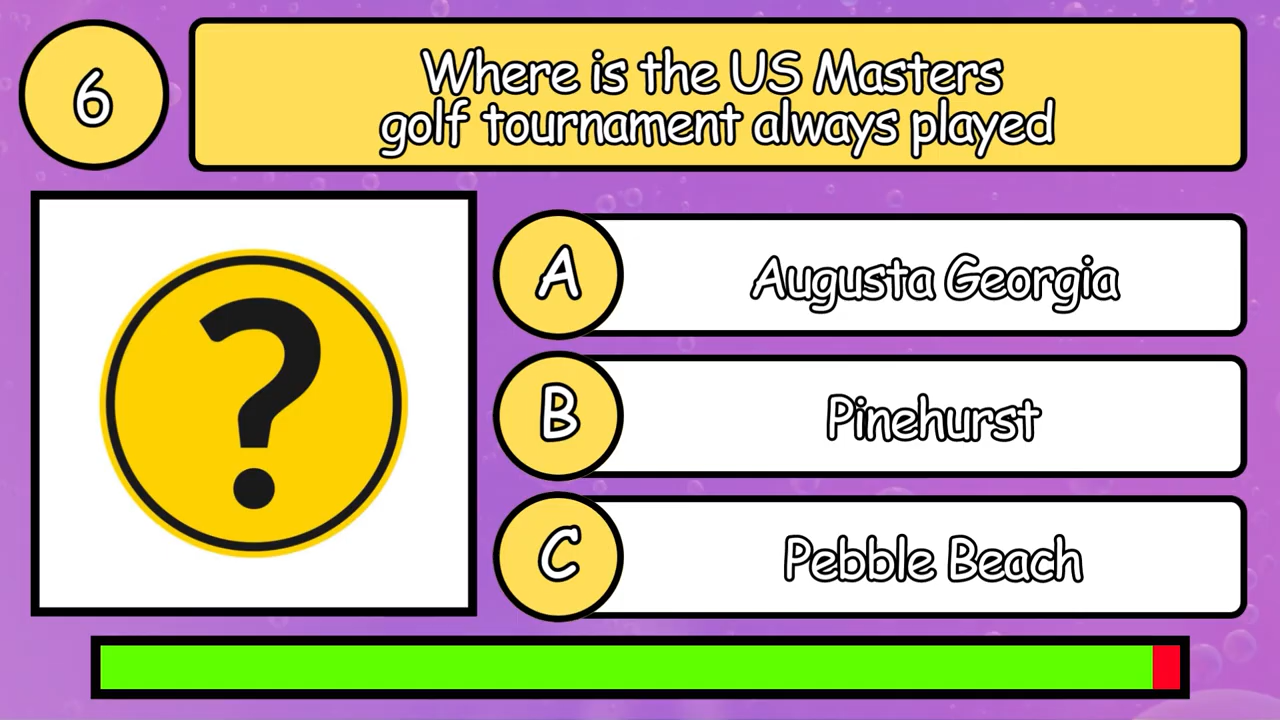 6
Where is the US Masters
golf tournament always played
?
A
Augusta Georgia
B
Pinehurst
C
Pebble Beach